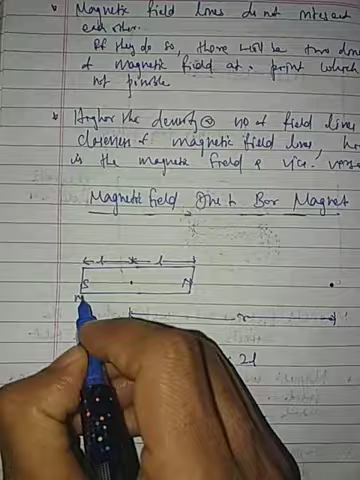 Magnetic field lines do not intersect
each other.
If they do so, there will be two
of magnetic field at a point which
not possible
Higher the density no of field lines
closeness of magnetic field lines,
is the magnetic field & vice versa
Magnetic field Due to Bar Magnet
l l
S N
r
2l